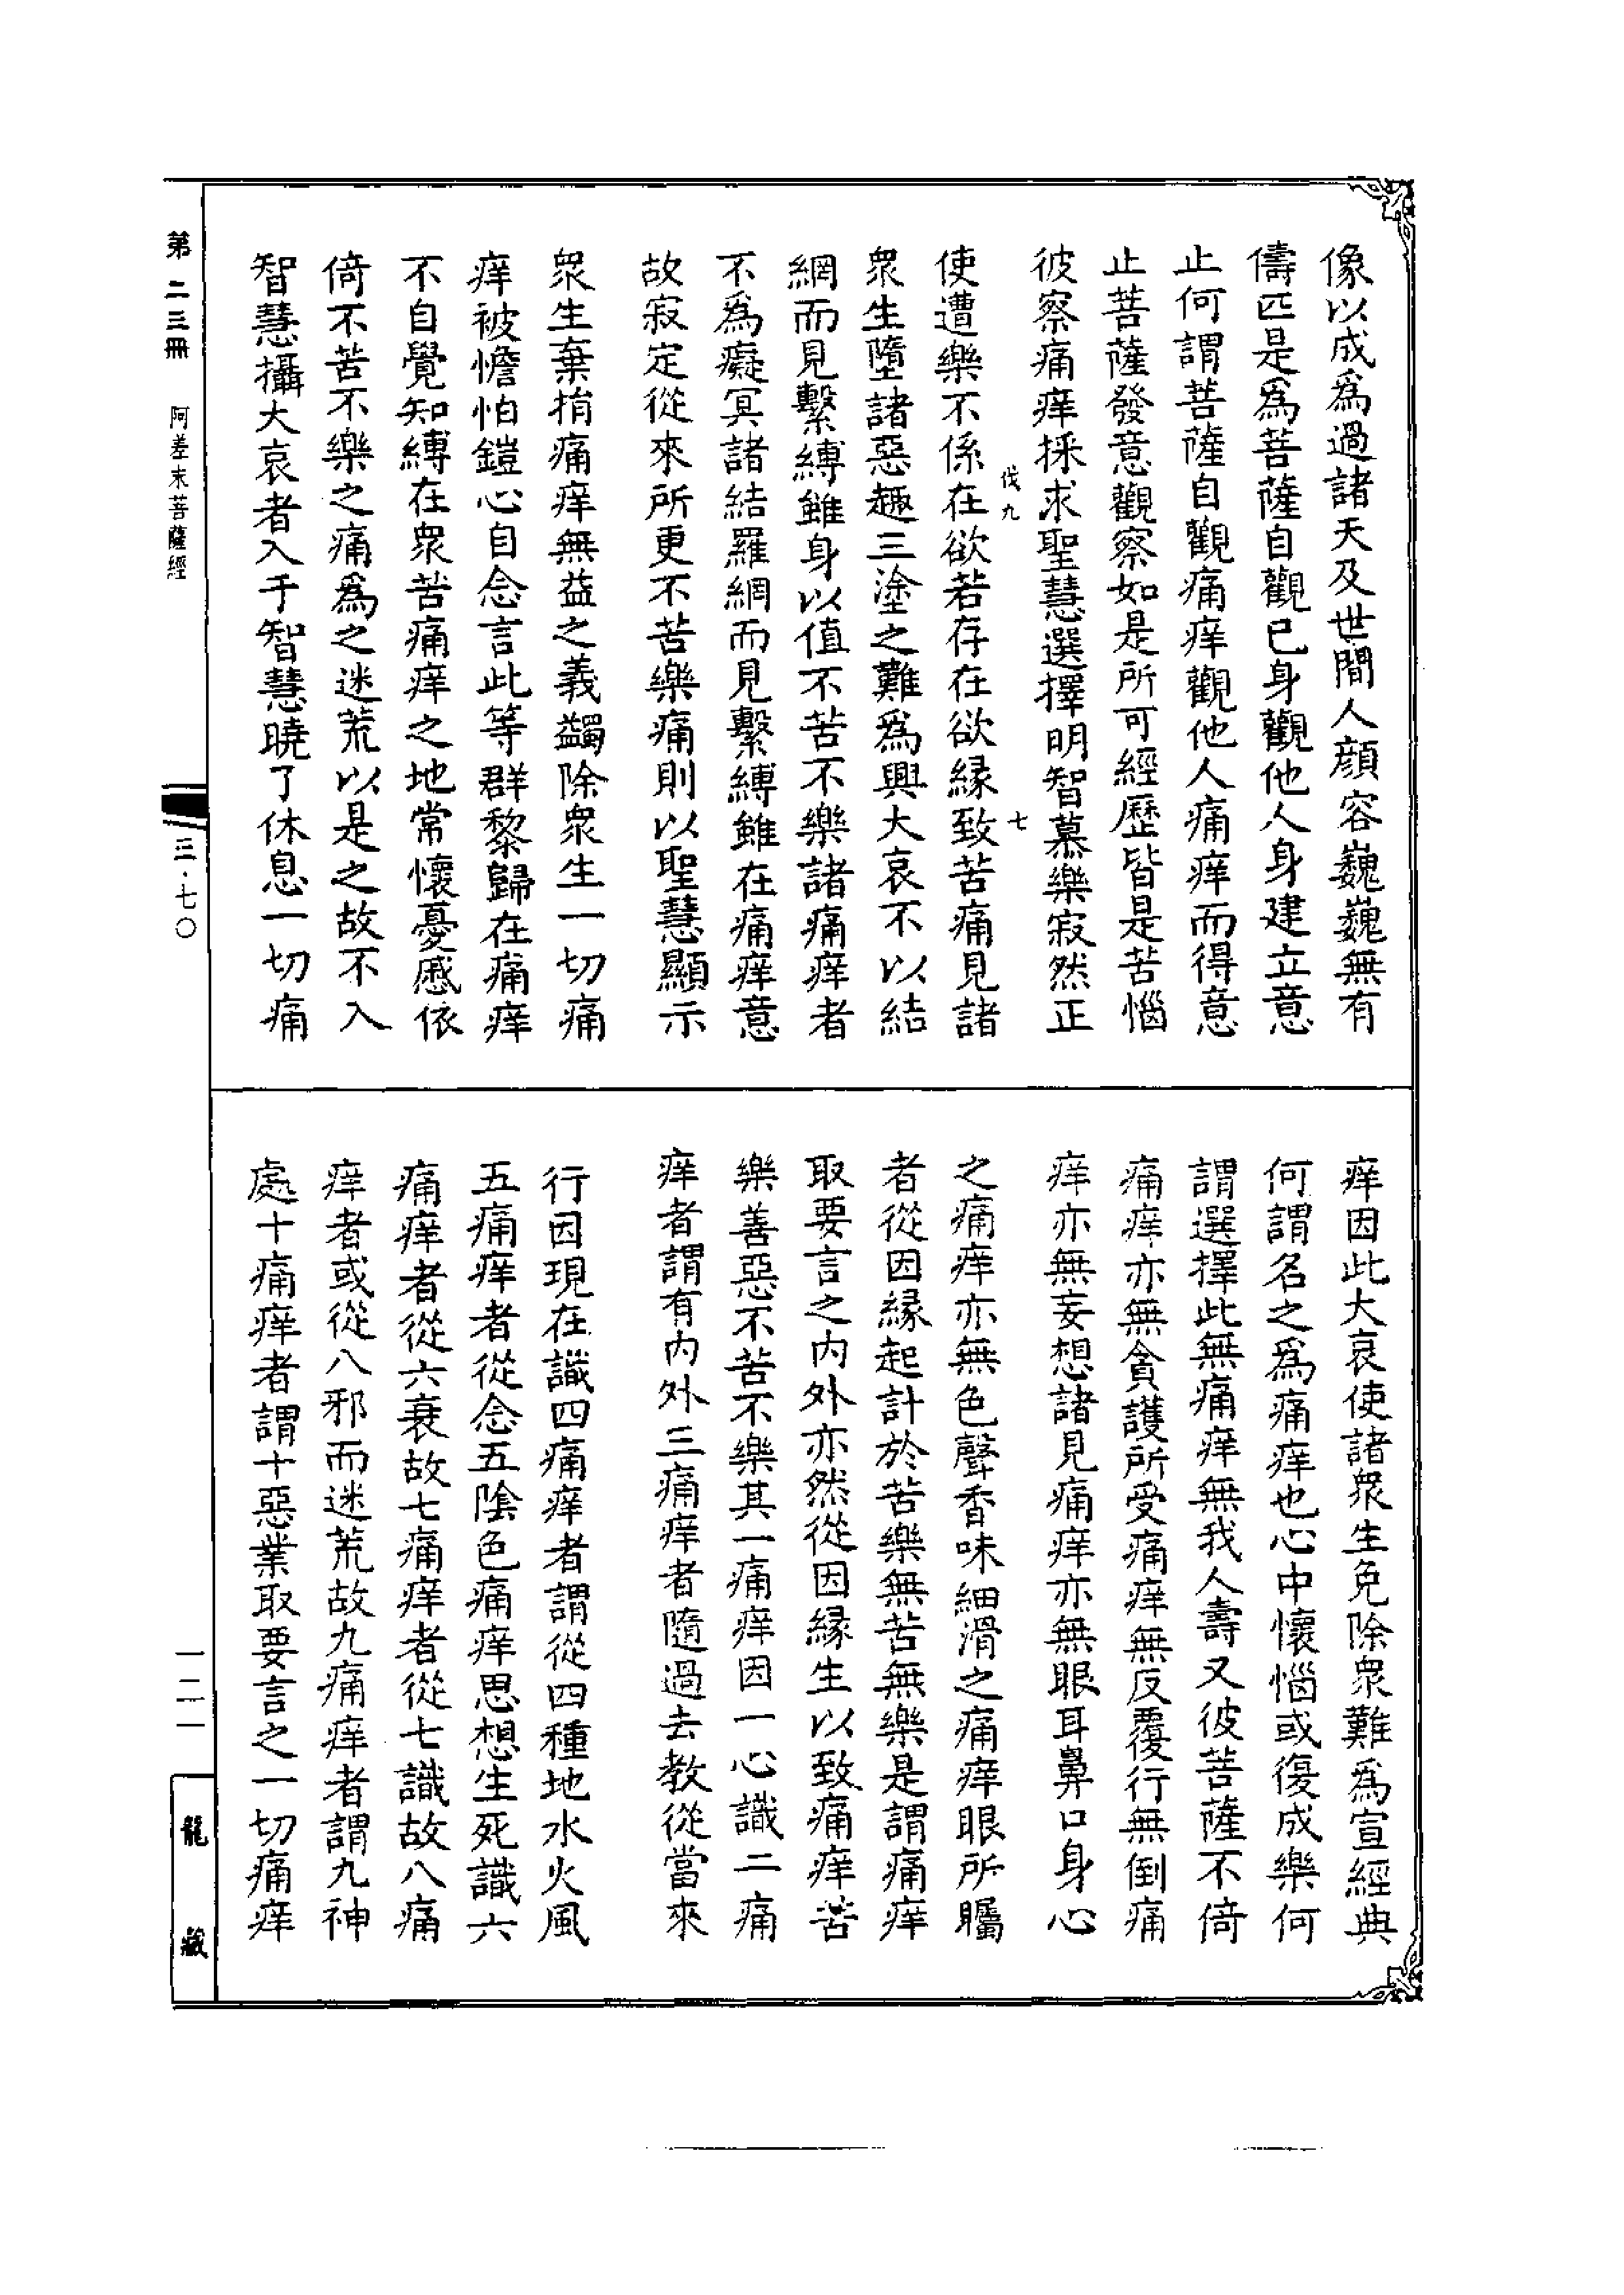 像以成爲過諸天及世間人顔容巍巍無有
儔匹是爲菩薩自觀已身觀他人身建立意
止何謂菩薩自觀痛痒觀他人痛痒而得意
止菩薩發意觀察如是所可經歷皆是苦惱
彼察痛痒採求聖慧選擇明智慕樂寂然正
伐九 七
使遭樂不係在欲若存在欲緣致苦痛見諸
衆生墮諸惡趣三塗之難爲興大哀不以結
網而見繫縛雖身以值不苦不樂諸痛痒者
不爲癡冥諸結羅網而見繫縛雖在痛痒意
故寂定從來所更不苦樂痛則以聖慧顯示
衆生棄捐痛痒無益之義蠲除衆生一切痛
痒被憺怕鎧心自念言此等群黎歸在痛痒
不自覺知縛在衆苦痛痒之地常懷憂慼依
倚不苦不樂之痛爲之迷荒以是之故不入
智慧攝大哀者入于智慧曉了休息一切痛
痒因此大哀使諸衆生免除衆難爲宣經典
何謂名之爲痛痒也心中懷惱或復成樂何
謂選擇此無痛痒無我人壽又彼菩薩不倚
痛痒亦無貪護所受痛痒無反覆行無倒痛
痒亦無妄想諸見痛痒亦無眼耳鼻口身心
之痛痒亦無色聲香味細滑之痛痒眼所矚
者從因緣起計於苦樂無苦無樂是謂痛痒
取要言之内外亦然從因緣生以致痛痒苦
樂善惡不苦不樂其一痛痒因一心識二痛
痒者謂有内外三痛痒者隨過去教從當來
行因現在識四痛痒者謂從四種地水火風
五痛痒者從念五陰色痛痒思想生死識六
痛痒者從六衰故七痛痒者從七識故八痛
痒者或從八邪而迷荒故九痛痒者謂九神
處十痛痒者謂十惡業取要言之一切痛痒
第二三冊 阿差末菩薩經
三·七〇
一二一
龍藏